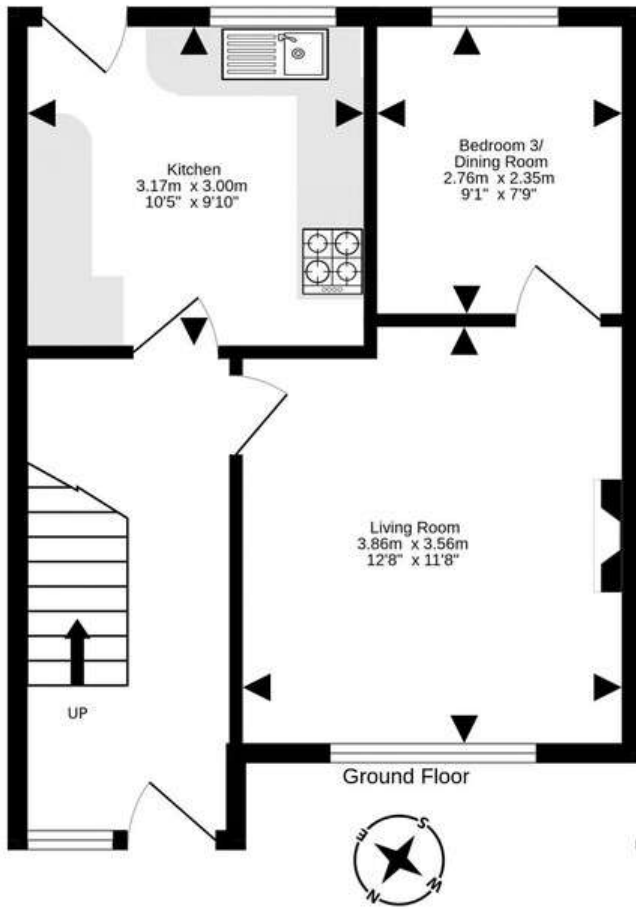 Kitchen
3.17m x 3.00m
10'5" x 9'10"
Bedroom 3/
Dining Room
2.76m x 2.35m
9'1" x 7'9"
Living Room
3.86m x 3.56m
12'8" x 11'8"
UP
Ground Floor
S
E
W
N